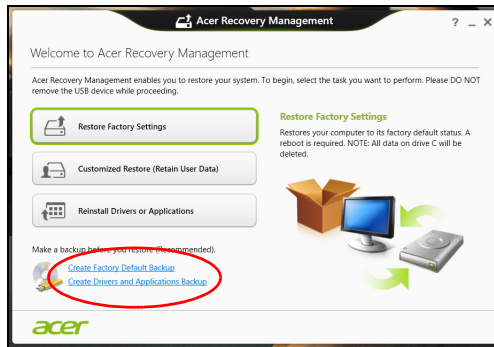 Acer Recovery Management
? _ X
Welcome to Acer Recovery Management
Acer Recovery Management enables you to restore your system. To begin, select the task you want to perform. Please DO NOT
remove the USB device while proceeding.
Restore Factory Settings
Customized Restore (Retain User Data)
Reinstall Drivers or Applications
Restore Factory Settings
Restores your computer to its factory default status. A
reboot is required. NOTE: All data on drive C will be
deleted.
Make a backup before you restore (Recommended).
Create Factory Default Backup
Create Drivers and Applications Backup
acer